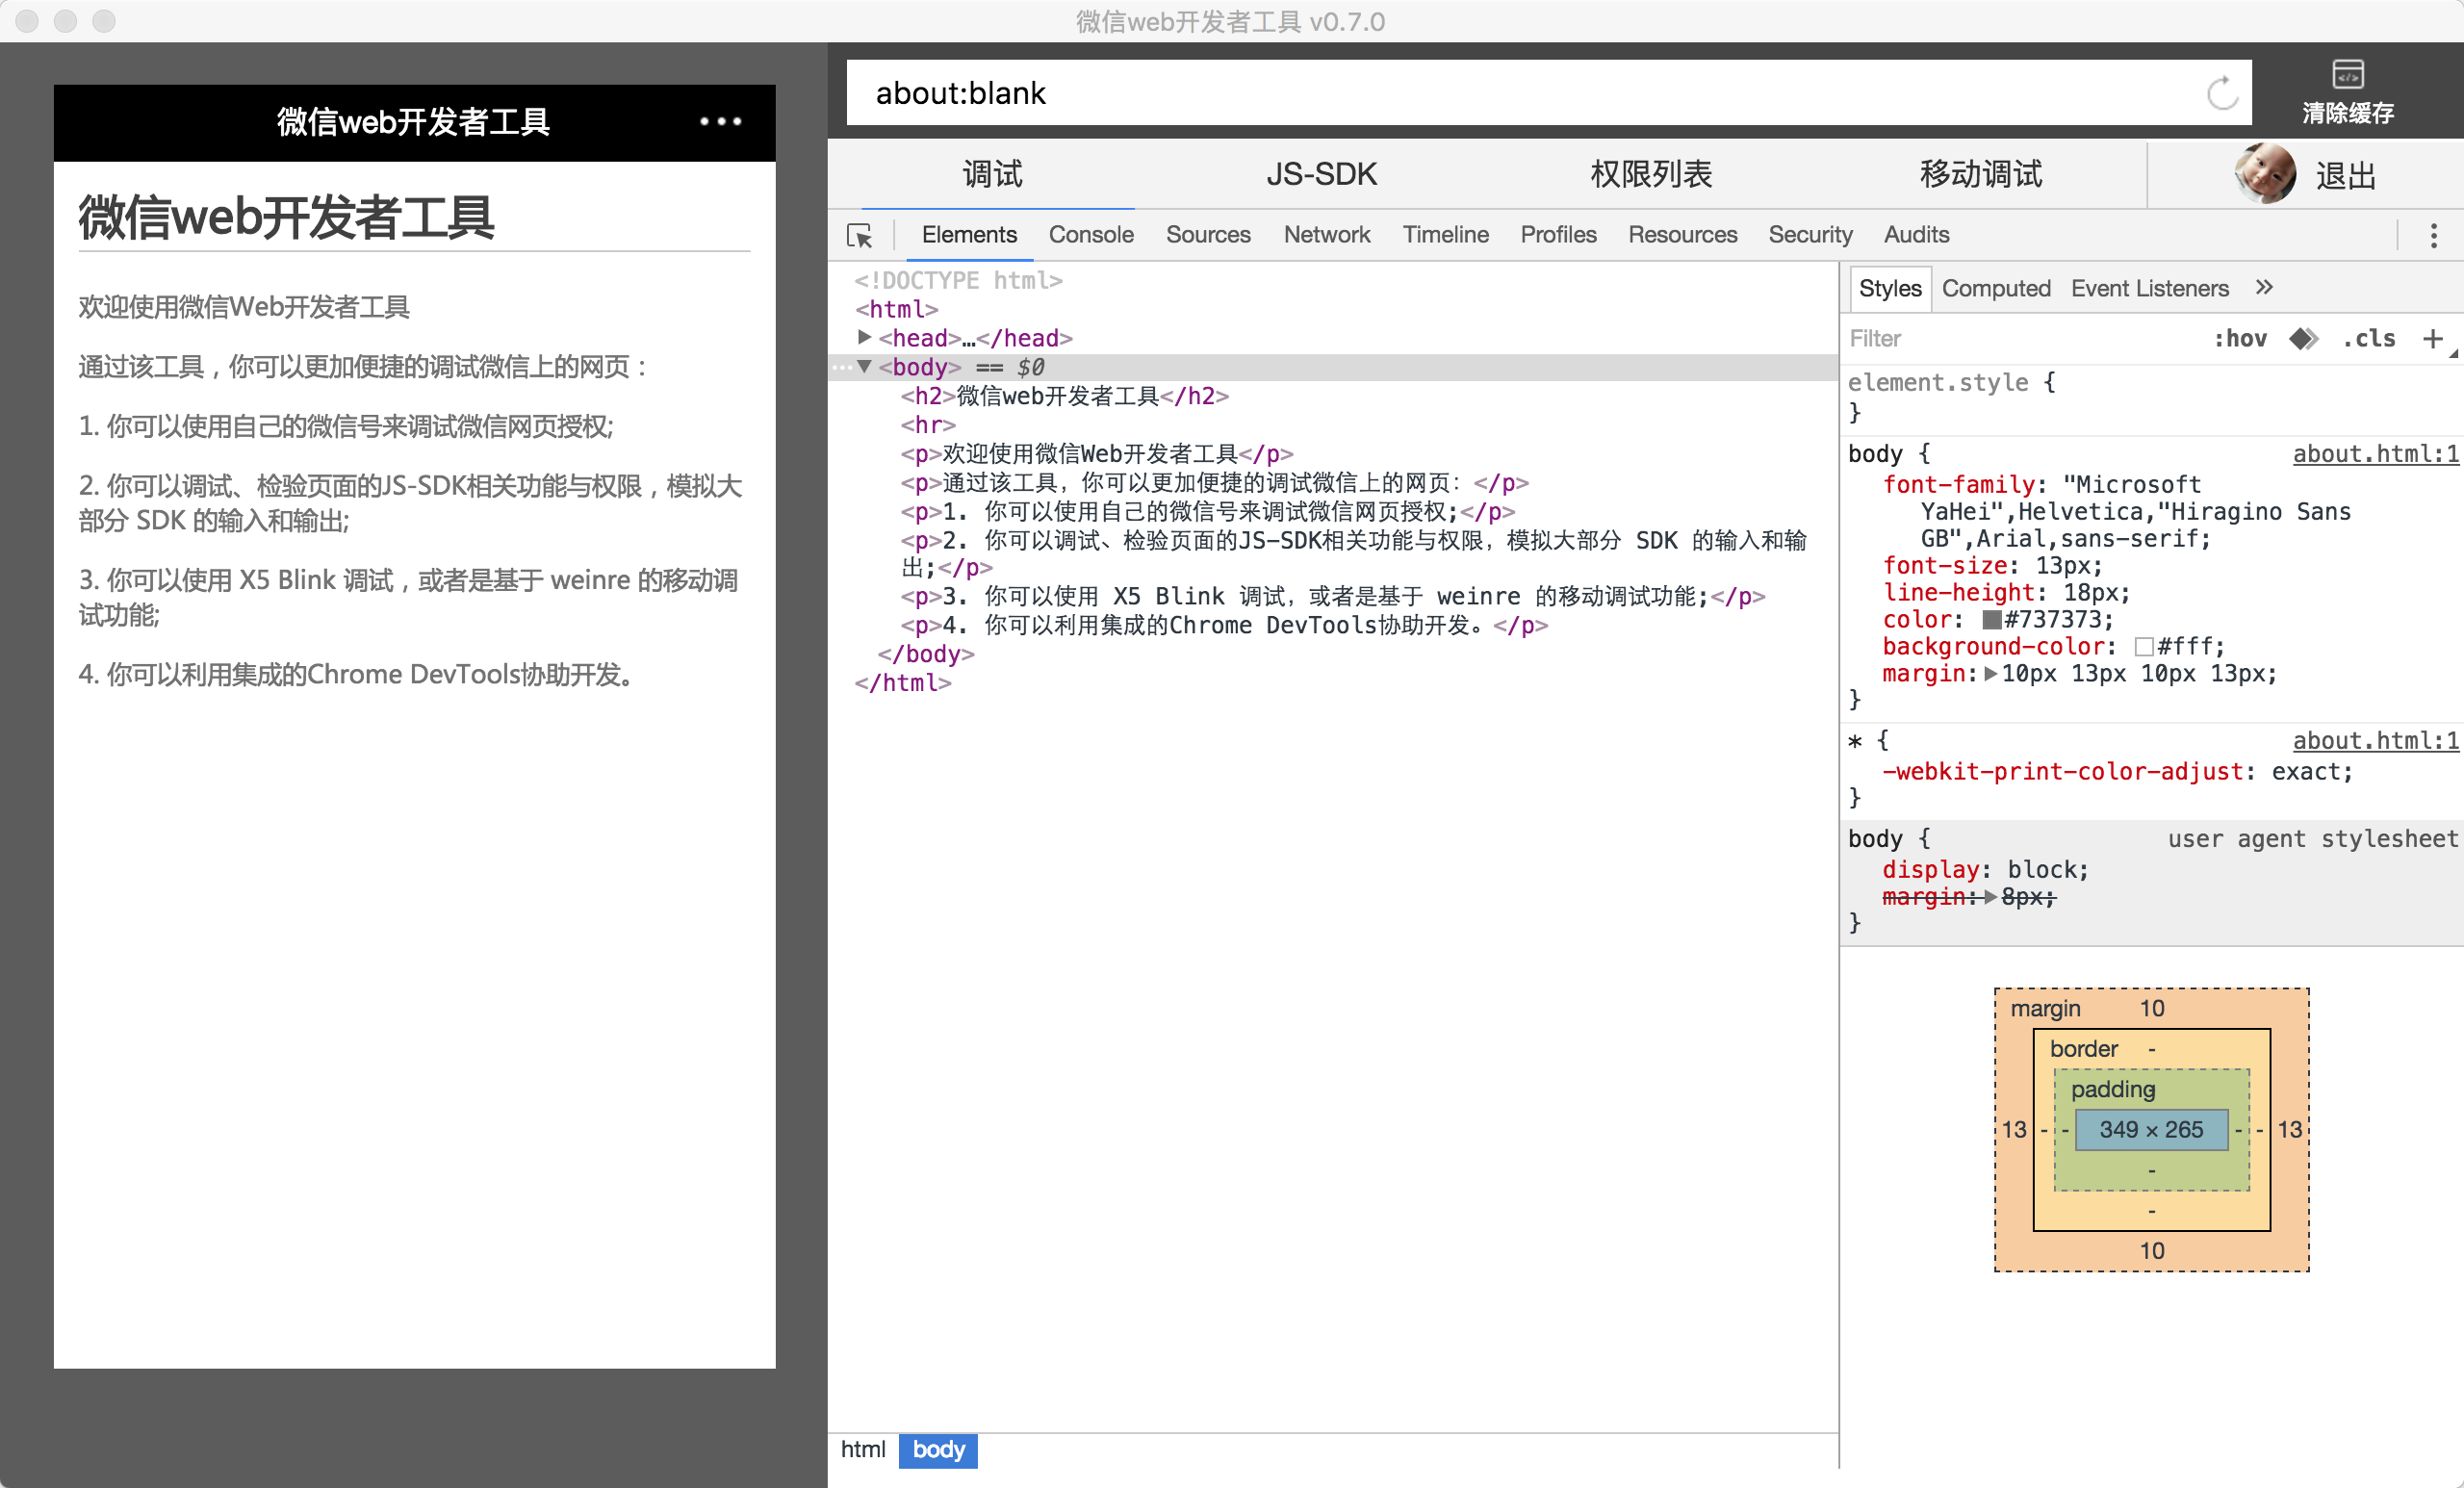 微信web开发者工具 v0.7.0
微信web开发者工具
微信web开发者工具
欢迎使用微信Web开发者工具
通过该工具，你可以更加便捷的调试微信上的网页：
1. 你可以使用自己的微信号来调试微信网页授权;
2. 你可以调试、检验页面的JS-SDK相关功能与权限，模拟大
部分 SDK 的输入和输出;
3. 你可以使用 X5 Blink 调试，或者是基于 weinre 的移动调
试功能;
4. 你可以利用集成的Chrome DevTools协助开发。
about:blank
清除缓存
调试 JS-SDK 权限列表 移动调试 退出
Elements Console Sources Network Timeline Profiles Resources Security Audits
<!DOCTYPE html>
<html>
<head>…</head>
<body> == $0
<h2>微信web开发者工具</h2>
<hr>
<p>欢迎使用微信Web开发者工具</p>
<p>通过该工具，你可以更加便捷的调试微信上的网页：</p>
<p>1. 你可以使用自己的微信号来调试微信网页授权;</p>
<p>2. 你可以调试、检验页面的JS-SDK相关功能与权限，模拟大部分 SDK 的输入和输
出;</p>
<p>3. 你可以使用 X5 Blink 调试，或者是基于 weinre 的移动调试功能;</p>
<p>4. 你可以利用集成的Chrome DevTools协助开发。</p>
</body>
</html>
html body
Styles Computed Event Listeners »
Filter :hov .cls +
element.style {
}
body { about.html:1
font-family: "Microsoft
YaHei",Helvetica,"Hiragino Sans
GB",Arial,sans-serif;
font-size: 13px;
line-height: 18px;
color: #737373;
background-color: #fff;
margin: 10px 13px 10px 13px;
}
* { about.html:1
-webkit-print-color-adjust: exact;
}
body { user agent stylesheet
display: block;
margin: 8px;
}
margin 10
border -
padding -
13 - - 349 × 265 - - 13
-
-
10